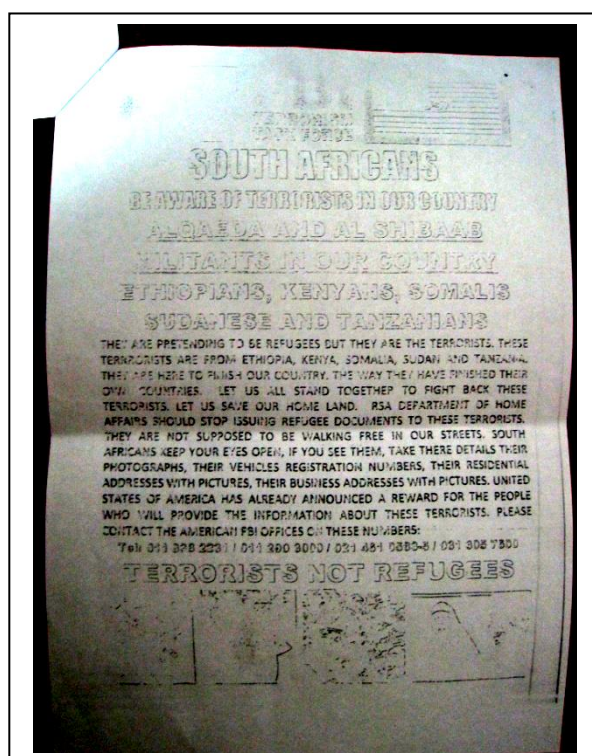 TERRORISM
TASK FORCE
SOUTH AFRICANS
BE AWARE OF TERRORISTS IN OUR COUNTRY
ALQAEDA AND AL SHIBAAB
MILITANTS IN OUR COUNTRY
ETHIOPIANS, KENYANS, SOMALIS
SUDANESE AND TANZANIANS
THEY ARE PRETENDING TO BE REFUGEES BUT THEY ARE THE TERRORISTS. THESE
TERRORISTS ARE FROM ETHIOPIA, KENYA, SOMALIA, SUDAN AND TANZANIA.
THEY ARE HERE TO FINISH OUR COUNTRY. THE WAY THEY HAVE FINISHED THEIR
OWN COUNTRIES. LET US ALL STAND TOGETHER TO FIGHT BACK THESE
TERRORISTS. LET US SAVE OUR HOME LAND. RSA DEPARTMENT OF HOME
AFFAIRS SHOULD STOP ISSUING REFUGEE DOCUMENTS TO THESE TERRORISTS.
THEY ARE NOT SUPPOSED TO BE WALKING FREE IN OUR STREETS. SOUTH
AFRICANS KEEP YOUR EYES OPEN, IF YOU SEE THEM, TAKE THERE DETAILS THEIR
PHOTOGRAPHS, THEIR VEHICLES REGISTRATION NUMBERS, THEIR RESIDENTIAL
ADDRESSES WITH PICTURES, THEIR BUSINESS ADDRESSES WITH PICTURES. UNITED
STATES OF AMERICA HAS ALREADY ANNOUNCED A REWARD FOR THE PEOPLE
WHO WILL PROVIDE THE INFORMATION ABOUT THESE TERRORISTS. PLEASE
CONTACT THE AMERICAN FBI OFFICES ON THESE NUMBERS:
Tel: 011
TERRORISTS NOT REFUGEES